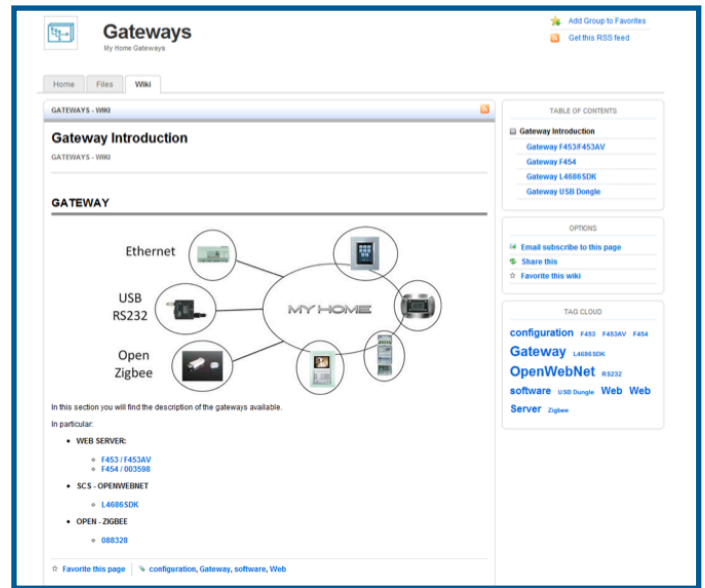 Gateways
My Home Gateways
Add Group to Favorites
Get this RSS feed
Home Files Wiki
GATEWAYS - WIKI
Gateway Introduction
GATEWAYS - WIKI
GATEWAY
Ethernet
USB
RS232
Open
Zigbee
MY HOME
In this section you will find the description of the gateways available.
In particular:
WEB SERVER:
F453 / F453AV
F454 / 003598
SCS - OPENWEBNET
L4686SDK
OPEN - ZIGBEE
088328
Favorite this page configuration, Gateway, software, Web
TABLE OF CONTENTS
Gateway Introduction
Gateway F453/F453AV
Gateway F454
Gateway L4686SDK
Gateway USB Dongle
OPTIONS
Email subscribe to this page
Share this
Favorite this wiki
TAG CLOUD
configuration F453 F453AV F454
Gateway L4686SDK
OpenWebNet RS232
software USB Dungle Web Web
Server Zigbee